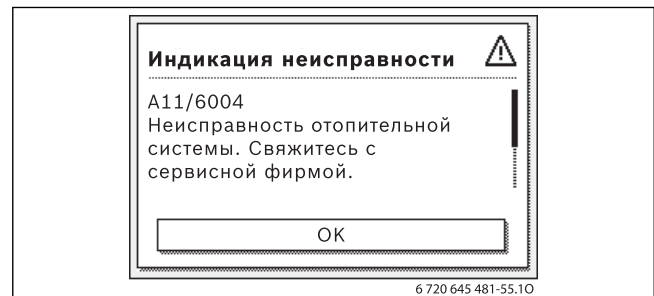 Индикация неисправности
A11/6004
Неисправность отопительной
системы. Свяжитесь с
сервисной фирмой.
OK
6 720 645 481-55.1O